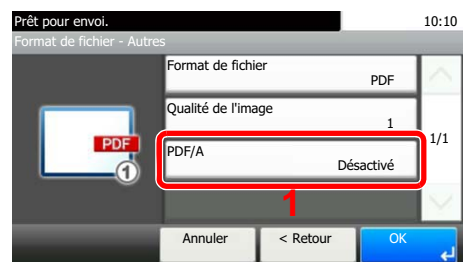 Prêt pour envoi. 10:10
Format de fichier - Autres
Format de fichier
PDF
Qualité de l'image
1
PDF/A
Désactivé
1/1
PDF
1
1
Annuler < Retour OK